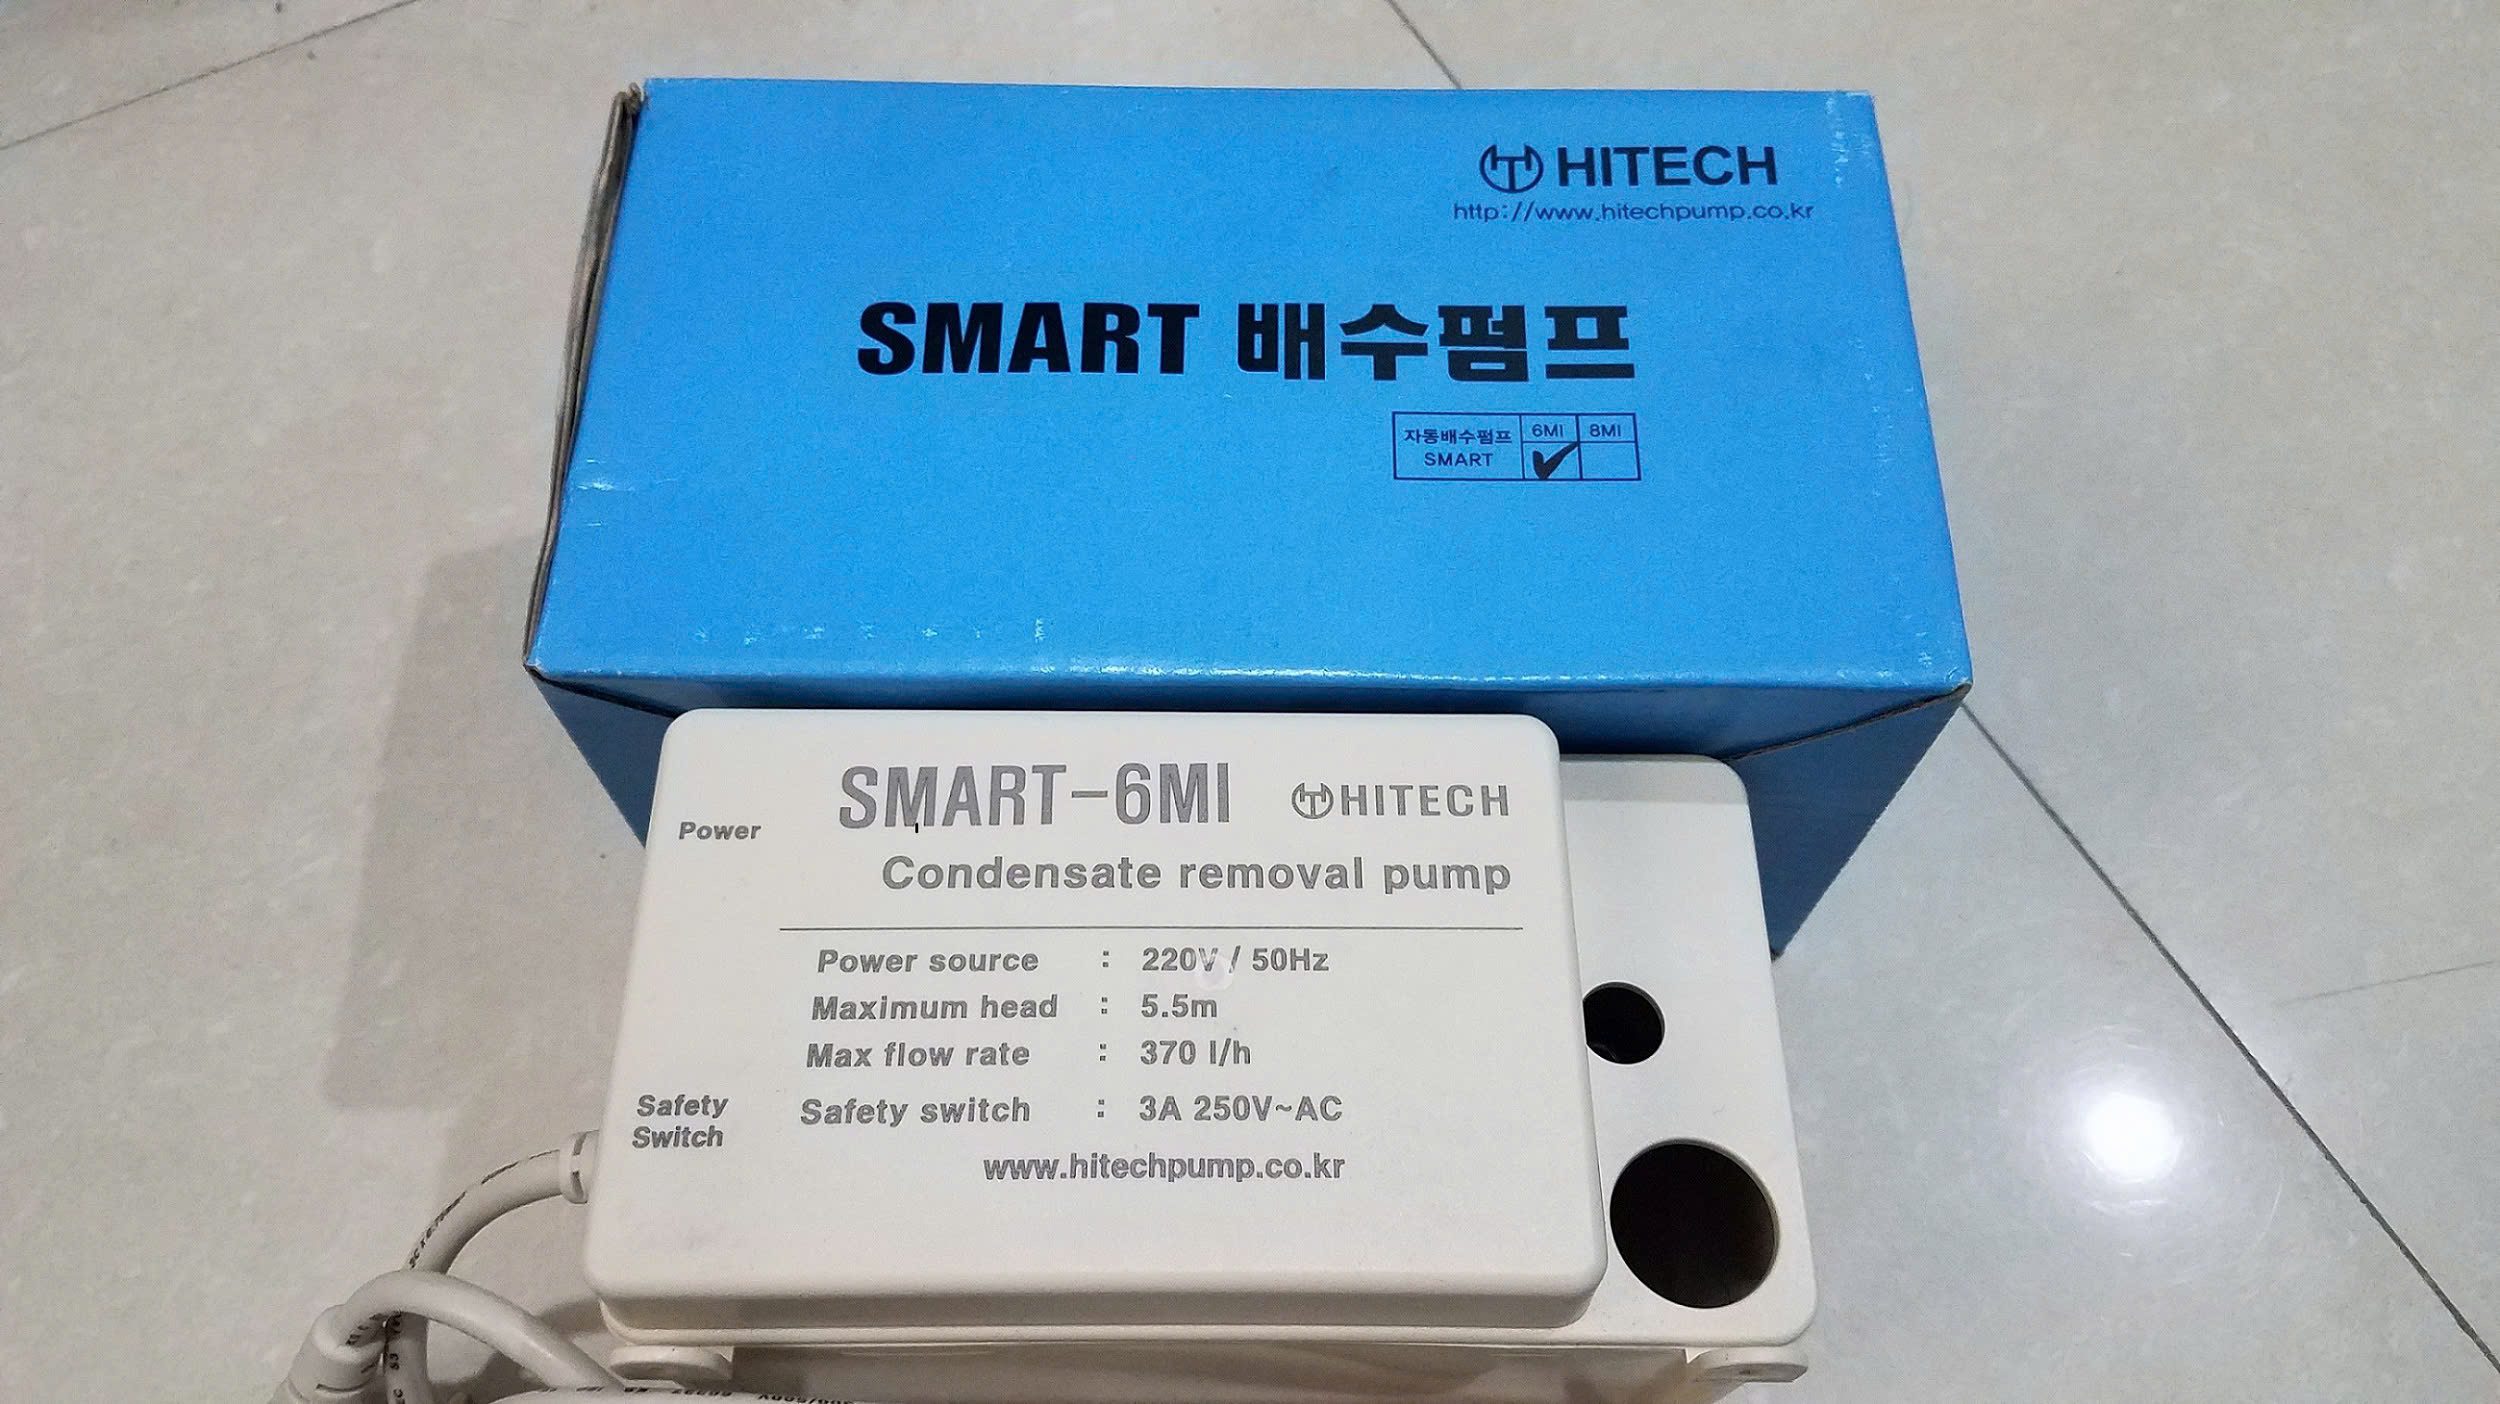 HITECH
http://www.hitechpump.co.kr
SMART 배수펌프
자동배수펌프 6MI 8MI
SMART ✓
SMART-6MI HITECH
Power
Condensate removal pump
Power source : 220V / 50Hz
Maximum head : 5.5m
Max flow rate : 370 l/h
Safety Switch
Safety switch : 3A 250V~AC
www.hitechpump.co.kr